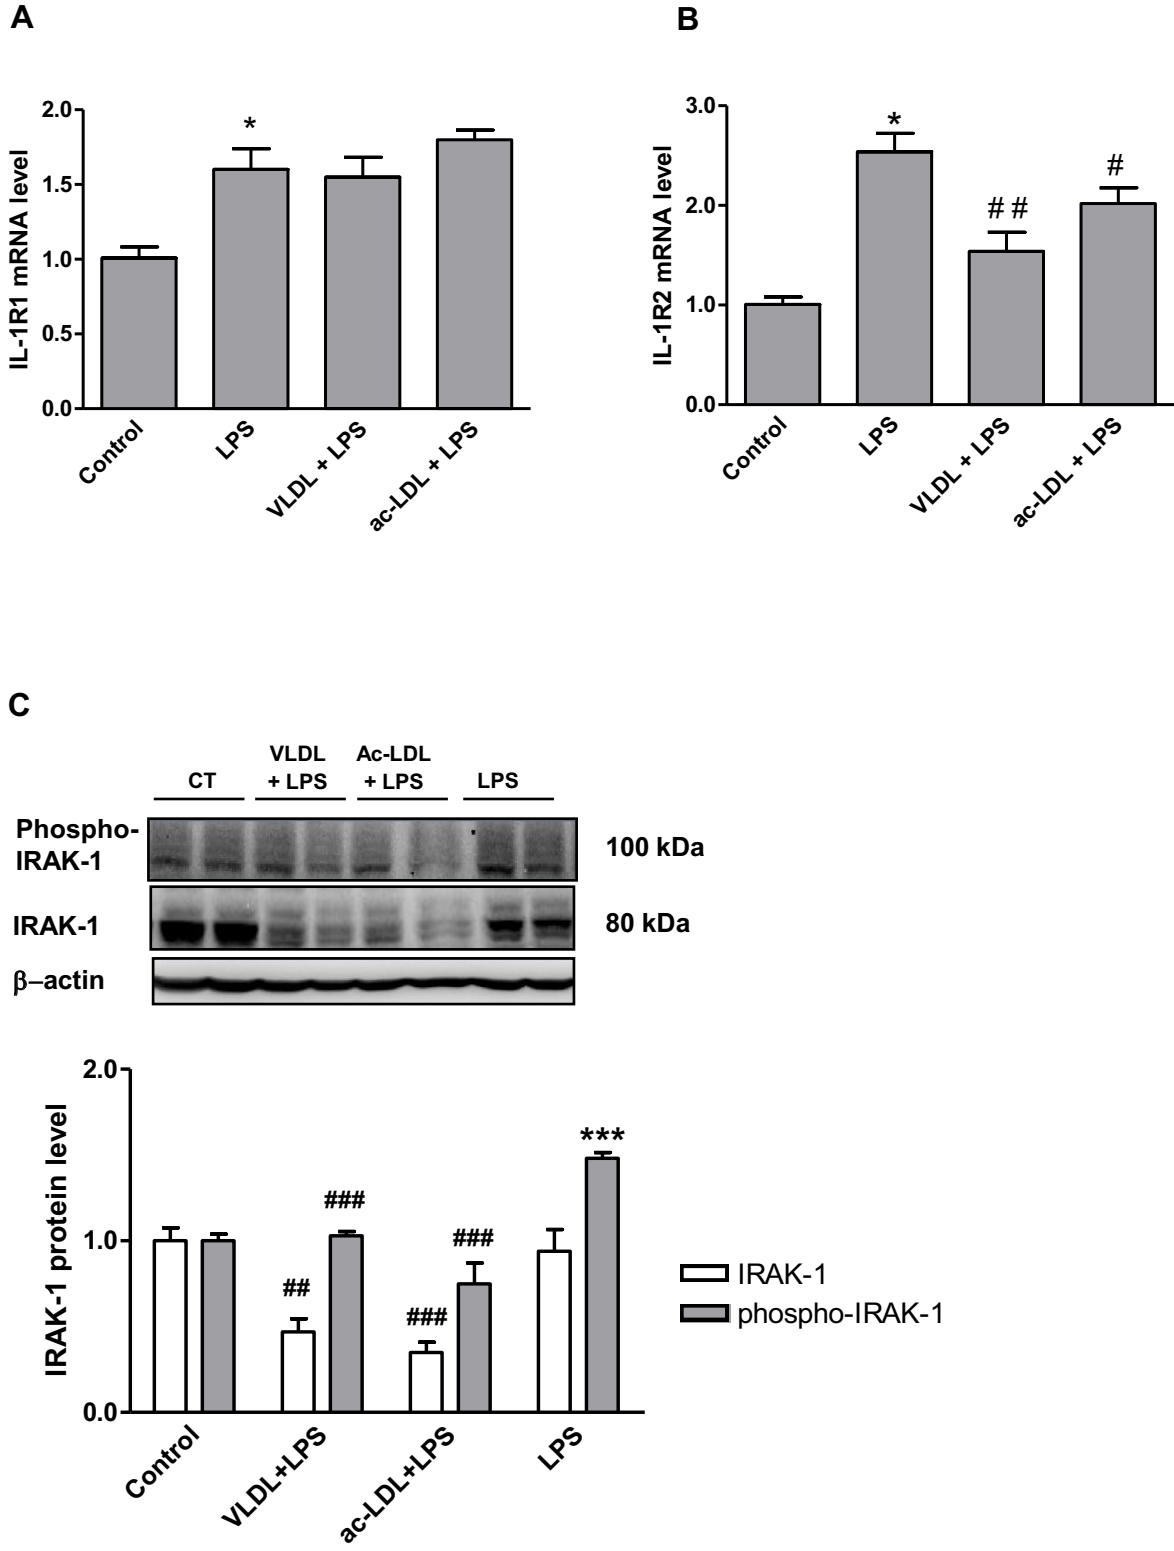 A
IL-1R1 mRNA level
2.0
1.5
1.0
0.5
0.0
*
Control
LPS
VLDL + LPS
ac-LDL + LPS
B
IL-1R2 mRNA level
3.0
2.0
1.0
0.0
*
# #
#
Control
LPS
VLDL + LPS
ac-LDL + LPS
C
CT
VLDL
+ LPS
Ac-LDL
+ LPS
LPS
Phospho-
IRAK-1
100 kDa
IRAK-1
80 kDa
β–actin
IRAK-1 protein level
2.0
1.0
0.0
##
###
###
###
***
Control
VLDL+LPS
ac-LDL+LPS
LPS
IRAK-1
phospho-IRAK-1